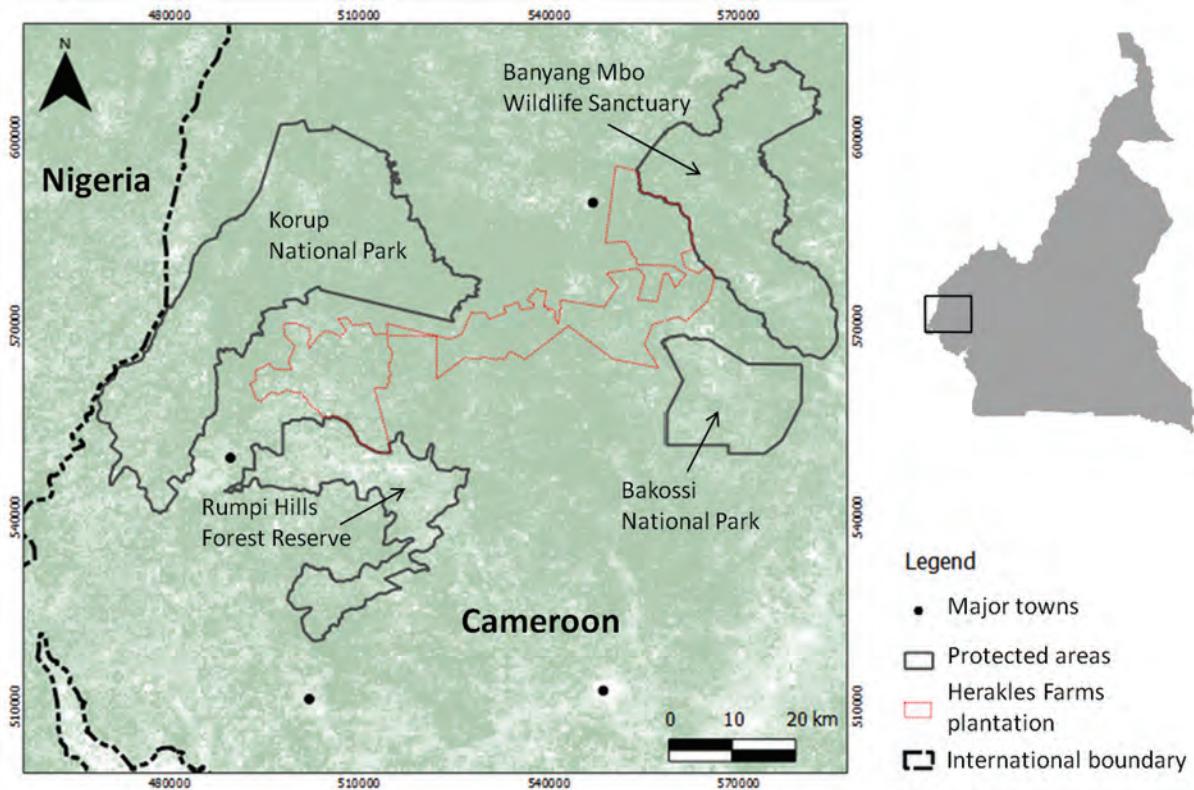 480000
510000
540000
570000
N
Banyang Mbo
Wildlife Sanctuary
600000
600000
Nigeria
Korup
National Park
570000
570000
Rumpi Hills
Forest Reserve
Bakossi
National Park
540000
540000
Cameroon
510000
510000
0 10 20 km
480000
510000
540000
570000
Legend
Major towns
Protected areas
Herakles Farms
plantation
International boundary